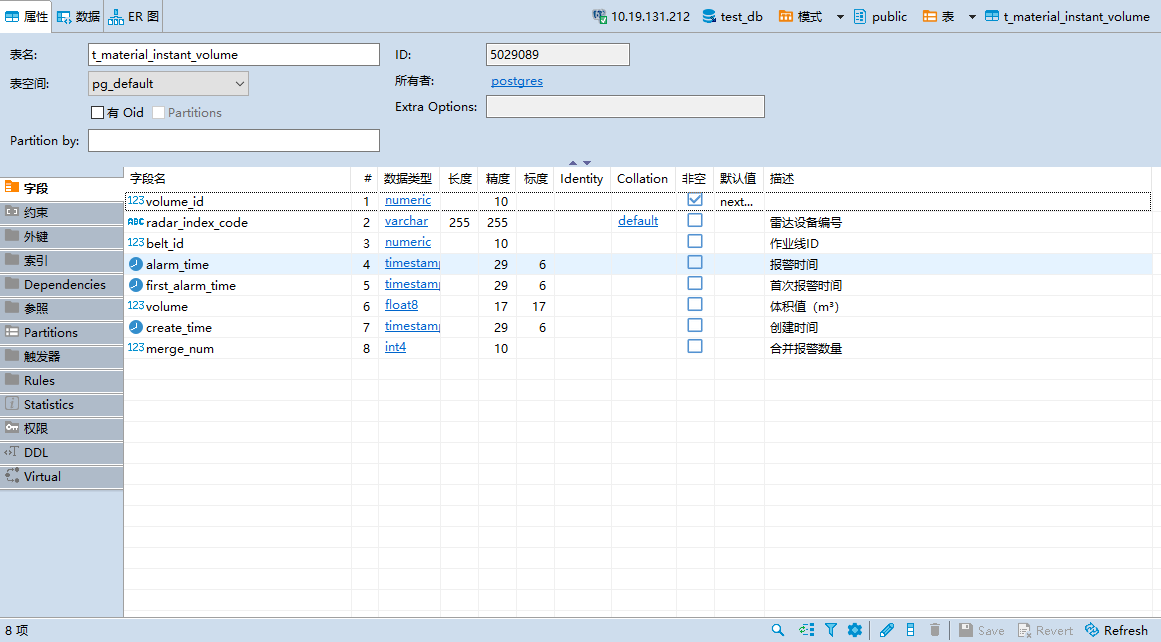 属性 数据 ER 图 10.19.131.212 test_db 模式 public 表 t_material_instant_volume
表名: t_material_instant_volume ID: 5029089
表空间: pg_default 所有者: postgres
有 Oid Partitions Extra Options:
Partition by:
字段名 # 数据类型 长度 精度 标度 Identity Collation 非空 默认值 描述
123 volume_id 1 numeric 10 next...
ABC radar_index_code 2 varchar 255 255 default 雷达设备编号
123 belt_id 3 numeric 10 作业线ID
alarm_time 4 timestamp 29 6 报警时间
first_alarm_time 5 timestamp 29 6 首次报警时间
123 volume 6 float8 17 17 体积值（m³）
create_time 7 timestamp 29 6 创建时间
123 merge_num 8 int4 10 合并报警数量
字段
约束
外键
索引
Dependencies
参照
Partitions
触发器
Rules
Statistics
权限
DDL
Virtual
8 项 Save Revert Refresh